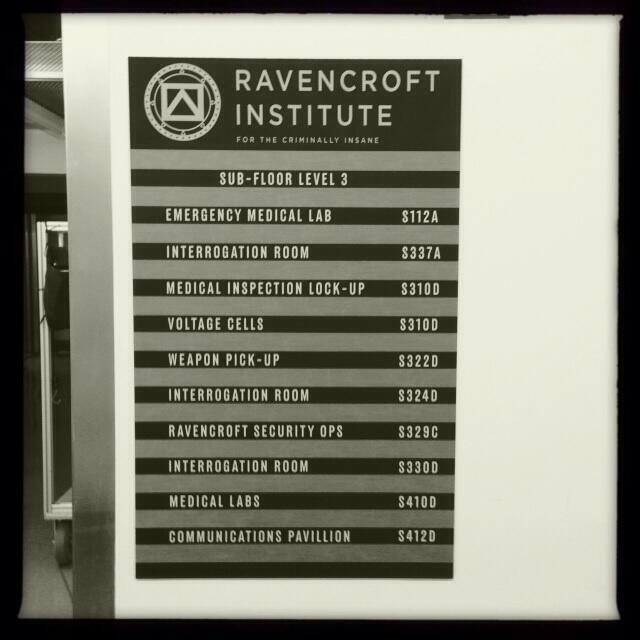 RAVENCROFT
INSTITUTE
FOR THE CRIMINALLY INSANE
SUB-FLOOR LEVEL 3
EMERGENCY MEDICAL LAB S112A
INTERROGATION ROOM S337A
MEDICAL INSPECTION LOCK-UP S310D
VOLTAGE CELLS S310D
WEAPON PICK-UP S322D
INTERROGATION ROOM S324D
RAVENCROFT SECURITY OPS S329C
INTERROGATION ROOM S330D
MEDICAL LABS S410D
COMMUNICATIONS PAVILLION S412D